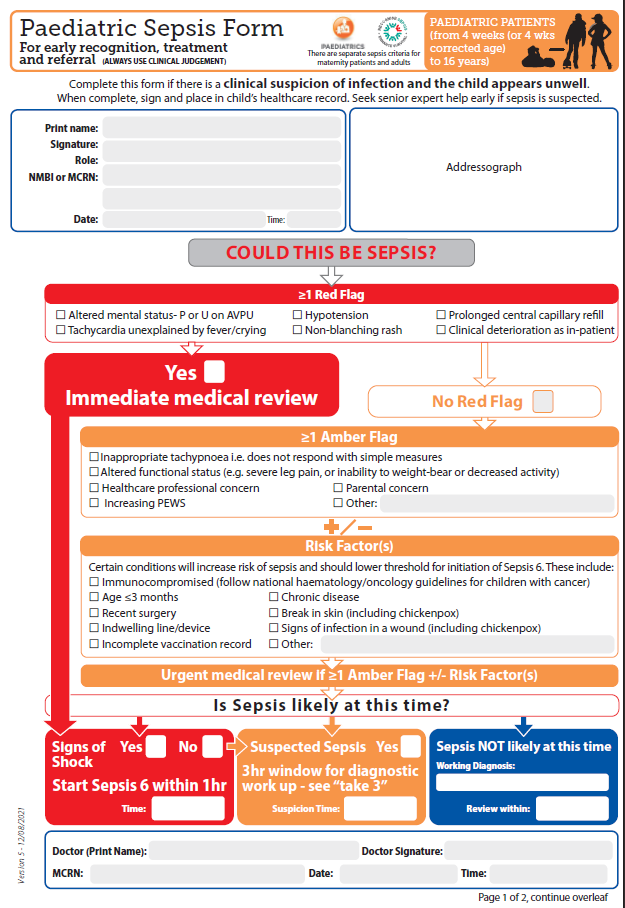 Paediatric Sepsis Form
For early recognition, treatment
and referral (ALWAYS USE CLINICAL JUDGEMENT)
PAEDIATRICS
There are separate sepsis criteria for
maternity patients and adults
PAEDIATRIC PATIENTS
(from 4 weeks (or 4 wks
corrected age)
to 16 years)
Complete this form if there is a clinical suspicion of infection and the child appears unwell.
When complete, sign and place in child's healthcare record. Seek senior expert help early if sepsis is suspected.
Print name:
Signature:
Role:
NMBI or MCRN:
Date: Time:
Addressograph
COULD THIS BE SEPSIS?
≥1 Red Flag
☐ Altered mental status- P or U on AVPU ☐ Hypotension ☐ Prolonged central capillary refill
☐ Tachycardia unexplained by fever/crying ☐ Non-blanching rash ☐ Clinical deterioration as in-patient
Yes
Immediate medical review
No Red Flag
≥1 Amber Flag
☐ Inappropriate tachypnoea i.e. does not respond with simple measures
☐ Altered functional status (e.g. severe leg pain, or inability to weight-bear or decreased activity)
☐ Healthcare professional concern ☐ Parental concern
☐ Increasing PEWS ☐ Other:
+/−
Risk Factor(s)
Certain conditions will increase risk of sepsis and should lower threshold for initiation of Sepsis 6. These include:
☐ Immunocompromised (follow national haematology/oncology guidelines for children with cancer)
☐ Age ≤3 months ☐ Chronic disease
☐ Recent surgery ☐ Break in skin (including chickenpox)
☐ Indwelling line/device ☐ Signs of infection in a wound (including chickenpox)
☐ Incomplete vaccination record ☐ Other:
Urgent medical review if ≥1 Amber Flag +/- Risk Factor(s)
Is Sepsis likely at this time?
Signs of Shock Yes No
Start Sepsis 6 within 1hr
Time:
Suspected Sepsis Yes
3hr window for diagnostic
work up - see "take 3"
Suspicion Time:
Sepsis NOT likely at this time
Working Diagnosis:
Review within:
Doctor (Print Name): Doctor Signature:
MCRN: Date: Time:
Version 5 - 12/08/2021
Page 1 of 2, continue overleaf